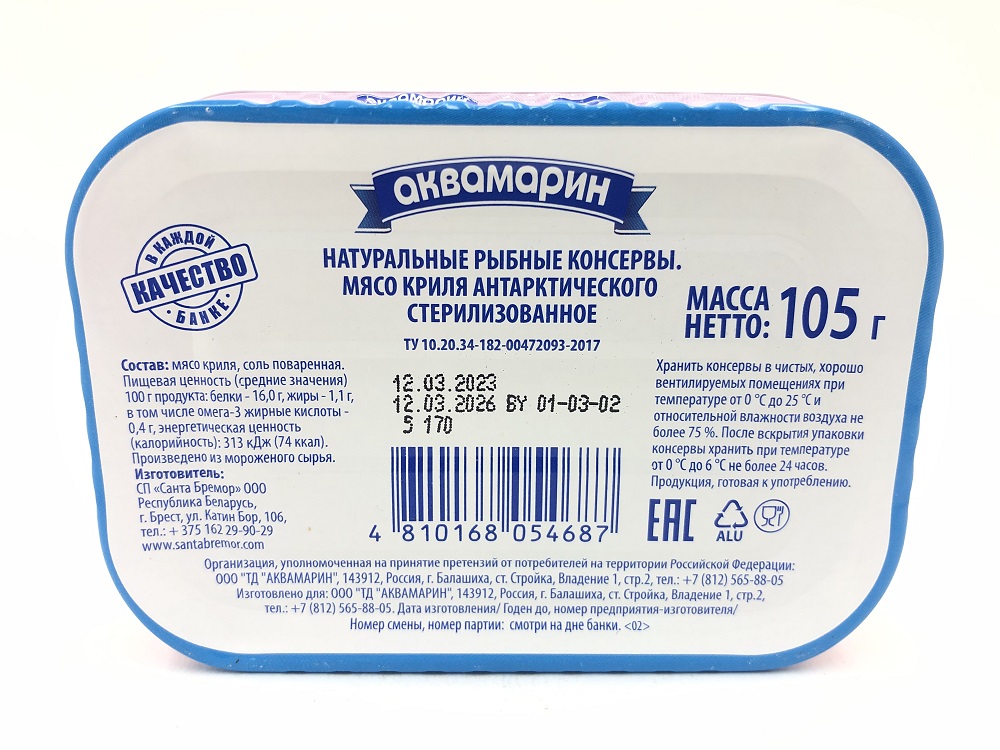 аквамарин
В КАЖДОЙ
КАЧЕСТВО
БАНКЕ
НАТУРАЛЬНЫЕ РЫБНЫЕ КОНСЕРВЫ.
МЯСО КРИЛЯ АНТАРКТИЧЕСКОГО
СТЕРИЛИЗОВАННОЕ
ТУ 10.20.34-182-00472093-2017
МАССА
НЕТТО: 105 г
Состав: мясо криля, соль поваренная.
Пищевая ценность (средние значения)
100 г продукта: белки - 16,0 г, жиры - 1,1 г,
в том числе омега-3 жирные кислоты -
0,4 г, энергетическая ценность
(калорийность): 313 кДж (74 ккал).
Произведено из мороженого сырья.
Изготовитель:
СП «Санта Бремор» ООО
Республика Беларусь,
г. Брест, ул. Катин Бор, 106,
тел.: + 375 162 29-90-29
www.santabremor.com
12.03.2023
12.03.2026 BY 01-03-02
S 170
4 810168 054687
Хранить консервы в чистых, хорошо
вентилируемых помещениях при
температуре от 0 °С до 25 °С и
относительной влажности воздуха не
более 75 %. После вскрытия упаковки
консервы хранить при температуре
от 0 °С до 6 °С не более 24 часов.
Продукция, готовая к употреблению.
EAC
ALU
Организация, уполномоченная на принятие претензий от потребителей на территории Российской Федерации:
ООО "ТД "АКВАМАРИН", 143912, Россия, г. Балашиха, ст. Стройка, Владение 1, стр.2, тел.: +7 (812) 565-88-05
Изготовлено для: ООО "ТД "АКВАМАРИН", 143912, Россия, г. Балашиха, ст. Стройка, Владение 1, стр.2,
тел.: +7 (812) 565-88-05. Дата изготовления/ Годен до, номер предприятия-изготовителя/
Номер смены, номер партии: смотри на дне банки. <02>